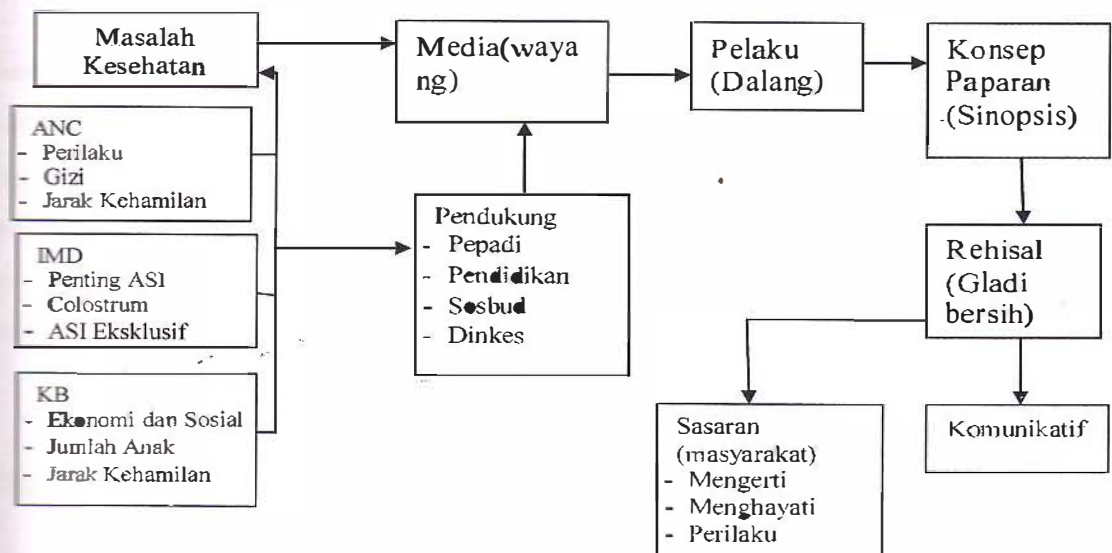 Masalah
Kesehatan
Media(waya
ng)
Pelaku
(Dalang)
Konsep
Paparan
(Sinopsis)
ANC
- Perilaku
- Gizi
- Jarak Kehamilan
IMD
- Penting ASI
- Colostrum
- ASI Eksklusif
KB
- Ekonomi dan Sosial
- Jumlah Anak
- Jarak Kehamilan
Pendukung
- Pepadi
- Pendidikan
- Sosbud
- Dinkes
Rehisal
(Gladi
bersih)
Sasaran
(masyarakat)
- Mengerti
- Menghayati
- Perilaku
Komunikatif